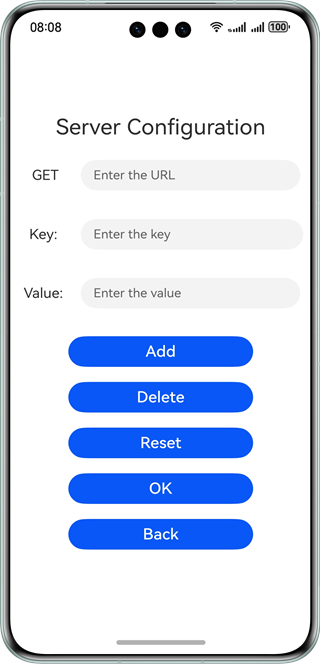 08:08
100
Server Configuration
GET Enter the URL
Key: Enter the key
Value: Enter the value
Add
Delete
Reset
OK
Back